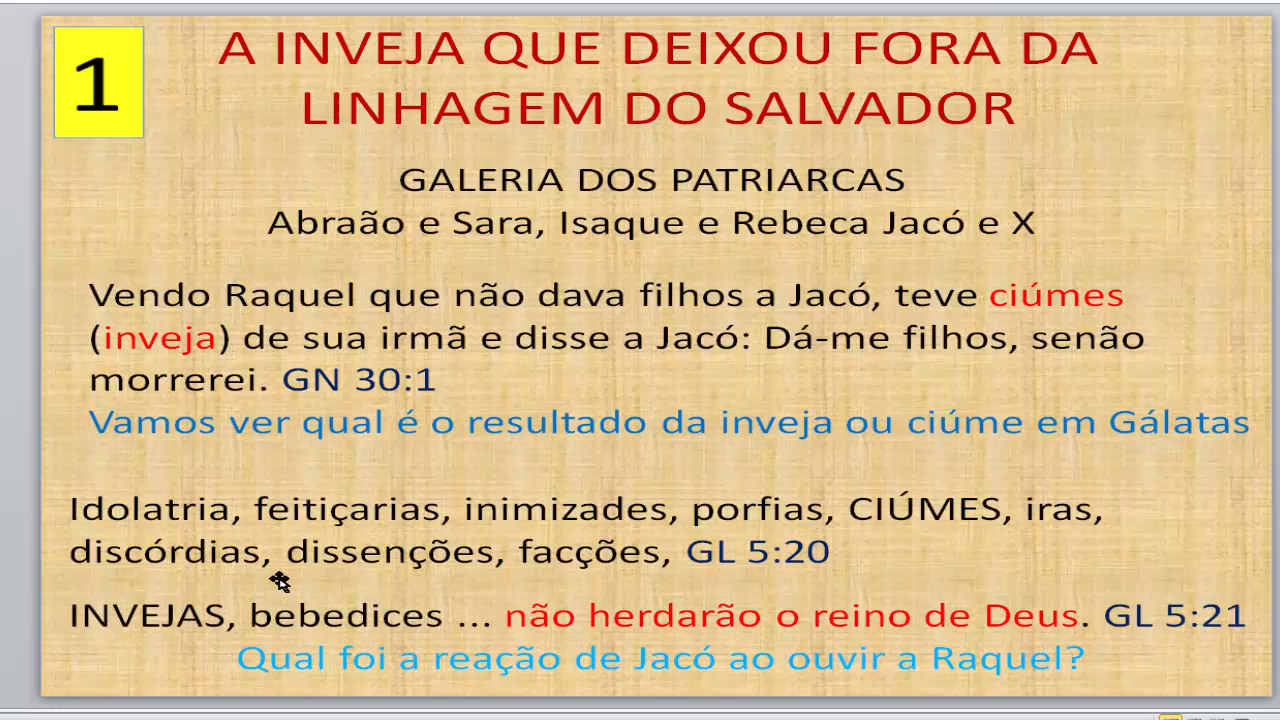 1
A INVEJA QUE DEIXOU FORA DA
LINHAGEM DO SALVADOR
GALERIA DOS PATRIARCAS
Abraão e Sara, Isaque e Rebeca Jacó e X
Vendo Raquel que não dava filhos a Jacó, teve ciúmes
(inveja) de sua irmã e disse a Jacó: Dá-me filhos, senão
morrerei. GN 30:1
Vamos ver qual é o resultado da inveja ou ciúme em Gálatas
Idolatria, feitiçarias, inimizades, porfias, CIÚMES, iras,
discórdias, dissenções, facções, GL 5:20
INVEJAS, bebedices ... não herdarão o reino de Deus. GL 5:21
Qual foi a reação de Jacó ao ouvir a Raquel?